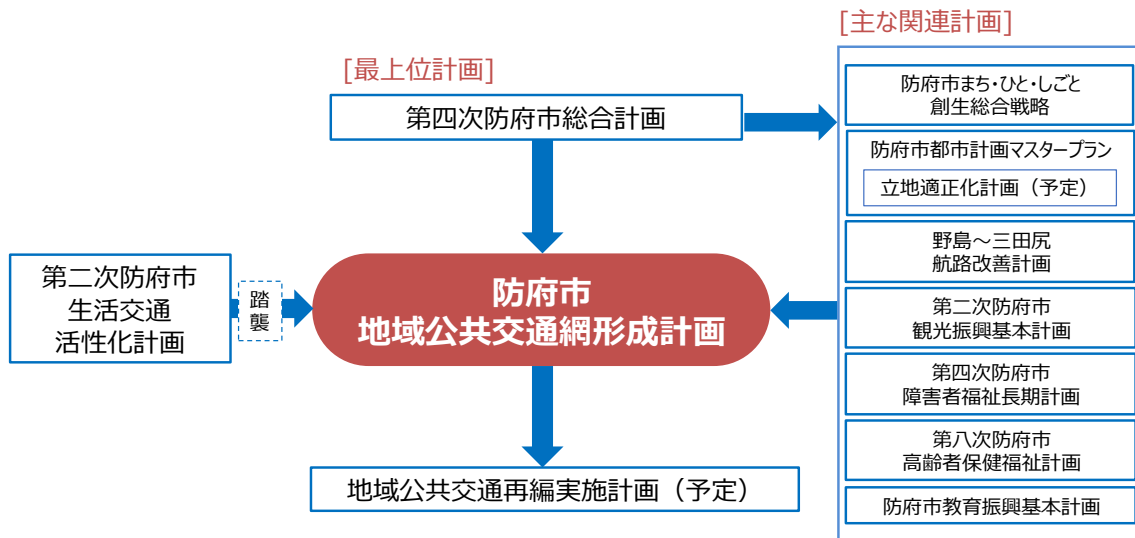 [主な関連計画]
[最上位計画]
第四次防府市総合計画
防府市まち・ひと・しごと
創生総合戦略
防府市都市計画マスタープラン
立地適正化計画（予定）
野島～三田尻
航路改善計画
第二次防府市
観光振興基本計画
第四次防府市
障害者福祉長期計画
第八次防府市
高齢者保健福祉計画
防府市教育振興基本計画
第二次防府市
生活交通
活性化計画
踏
襲
防府市
地域公共交通網形成計画
地域公共交通再編実施計画（予定）